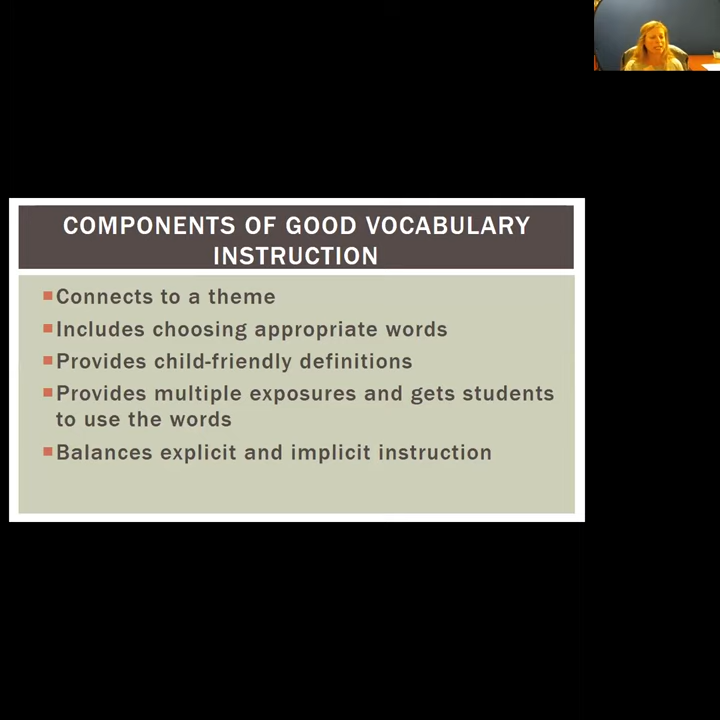 COMPONENTS OF GOOD VOCABULARY
INSTRUCTION
Connects to a theme
Includes choosing appropriate words
Provides child-friendly definitions
Provides multiple exposures and gets students
to use the words
Balances explicit and implicit instruction